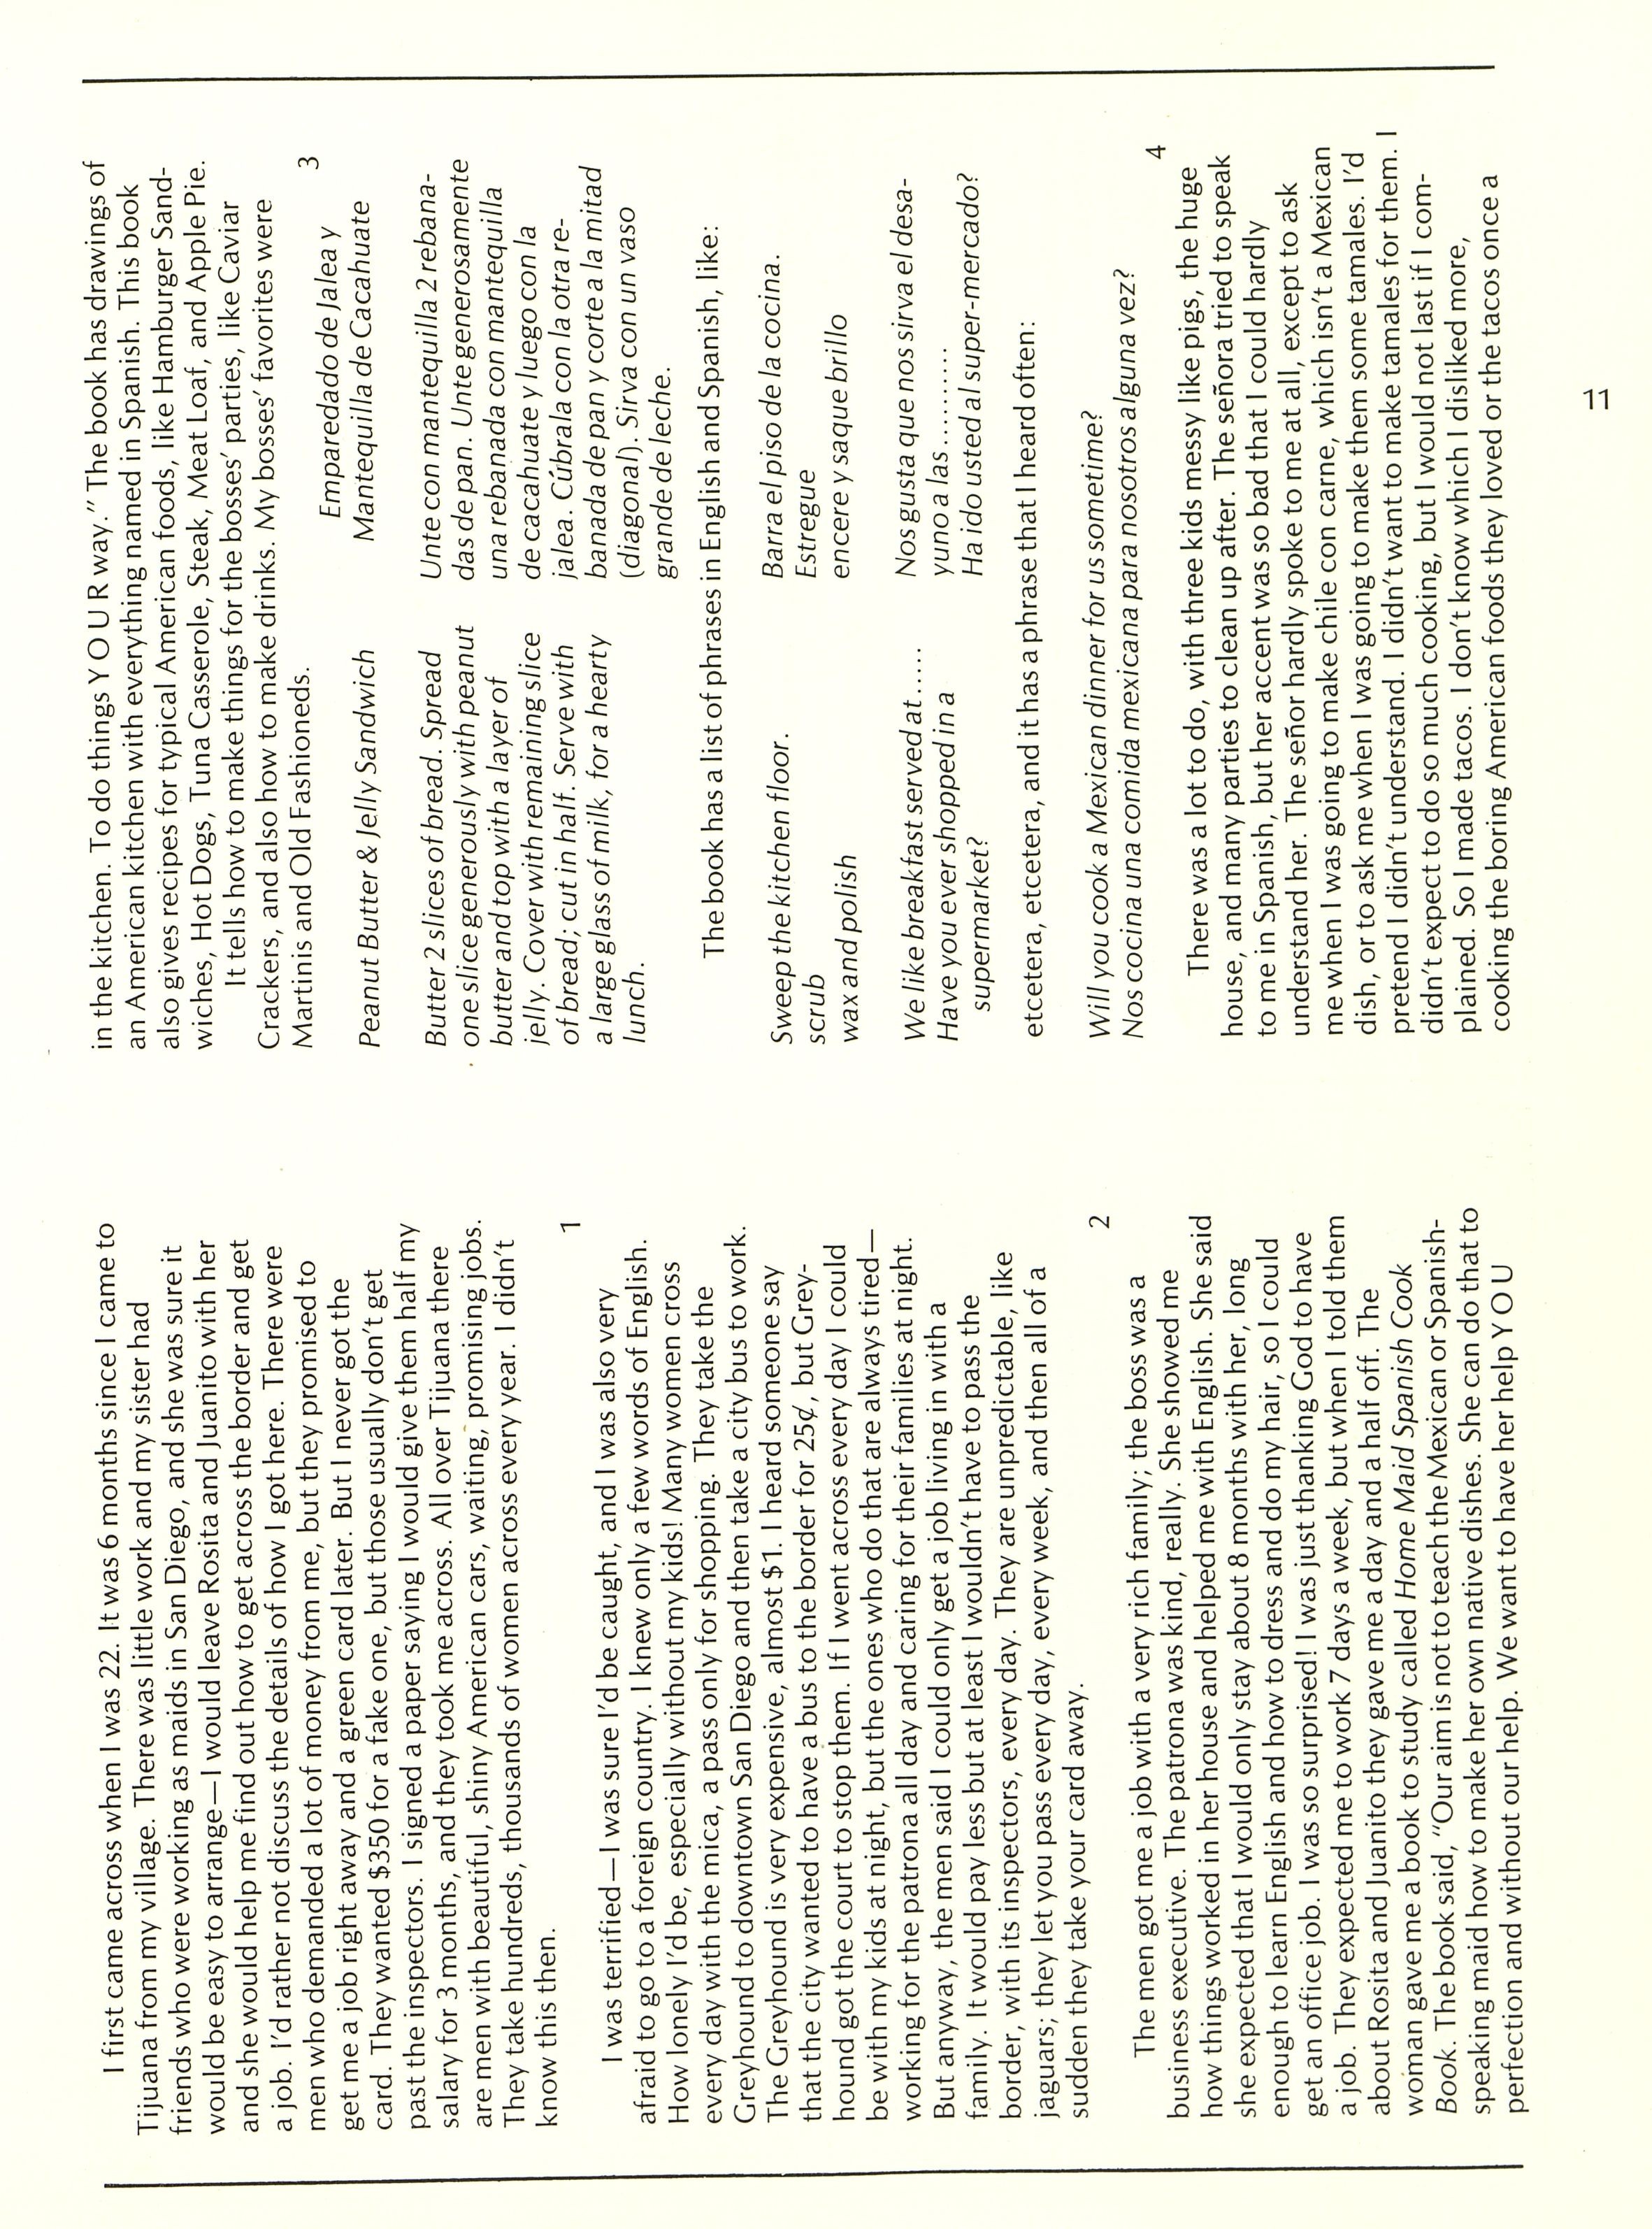 I first came across when I was 22. It was 6 months since I came to
Tijuana from my village. There was little work and my sister had
friends who were working as maids in San Diego, and she was sure it
would be easy to arrange—I would leave Rosita and Juanito with her
and she would help me find out how to get across the border and get
a job. I'd rather not discuss the details of how I got here. There were
men who demanded a lot of money from me, but they promised to
get me a job right away and a green card later. But I never got the
card. They wanted $350 for a fake one, but those usually don't get
past the inspectors. I signed a paper saying I would give them half my
salary for 3 months, and they took me across. All over Tijuana there
are men with beautiful, shiny American cars, waiting, promising jobs.
They take hundreds, thousands of women across every year. I didn't
know this then.
1
I was terrified—I was sure I'd be caught, and I was also very
afraid to go to a foreign country. I knew only a few words of English.
How lonely I'd be, especially without my kids! Many women cross
every day with the mica, a pass only for shopping. They take the
Greyhound to downtown San Diego and then take a city bus to work.
The Greyhound is very expensive, almost $1. I heard someone say
that the city wanted to have a bus to the border for 25¢, but Grey-
hound got the court to stop them. If I went across every day I could
be with my kids at night, but the ones who do that are always tired—
working for the patrona all day and caring for their families at night.
But anyway, the men said I could only get a job living in with a
family. It would pay less but at least I wouldn't have to pass the
border, with its inspectors, every day. They are unpredictable, like
jaguars; they let you pass every day, every week, and then all of a
sudden they take your card away.
2
The men got me a job with a very rich family; the boss was a
business executive. The patrona was kind, really. She showed me
how things worked in her house and helped me with English. She said
she expected that I would only stay about 8 months with her, long
enough to learn English and how to dress and do my hair, so I could
get an office job. I was so surprised! I was just thanking God to have
a job. They expected me to work 7 days a week, but when I told them
about Rosita and Juanito they gave me a day and a half off. The
woman gave me a book to study called Home Maid Spanish Cook
Book. The book said, "Our aim is not to teach the Mexican or Spanish-
speaking maid how to make her own native dishes. She can do that to
perfection and without our help. We want to have her help Y O U
in the kitchen. To do things Y O U R way." The book has drawings of
an American kitchen with everything named in Spanish. This book
also gives recipes for typical American foods, like Hamburger Sand-
wiches, Hot Dogs, Tuna Casserole, Steak, Meat Loaf, and Apple Pie.
It tells how to make things for the bosses' parties, like Caviar
Crackers, and also how to make drinks. My bosses' favorites were
Martinis and Old Fashioneds.
3
Peanut Butter & Jelly Sandwich
Butter 2 slices of bread. Spread
one slice generously with peanut
butter and top with a layer of
jelly. Cover with remaining slice
of bread; cut in half. Serve with
a large glass of milk, for a hearty
lunch.
Emparedado de Jalea y
Mantequilla de Cacahuate
Unte con mantequilla 2 rebana-
das de pan. Unte generosamente
una rebanada con mantequilla
de cacahuate y luego con la
jalea. Cúbrala con la otra re-
banada de pan y corte a la mitad
(diagonal). Sirva con un vaso
grande de leche.
The book has a list of phrases in English and Spanish, like:
Sweep the kitchen floor.
scrub
wax and polish
Barra el piso de la cocina.
Estregue
encere y saque brillo
We like breakfast served at......
Have you ever shopped in a
supermarket?
Nos gusta que nos sirva el desa-
yuno a las ..........
Ha ido usted al super-mercado?
etcetera, etcetera, and it has a phrase that I heard often:
Will you cook a Mexican dinner for us sometime?
Nos cocina una comida mexicana para nosotros alguna vez?
4
There was a lot to do, with three kids messy like pigs, the huge
house, and many parties to clean up after. The señora tried to speak
to me in Spanish, but her accent was so bad that I could hardly
understand her. The señor hardly spoke to me at all, except to ask
me when I was going to make chile con carne, which isn't a Mexican
dish, or to ask me when I was going to make them some tamales. I'd
pretend I didn't understand. I didn't want to make tamales for them. I
didn't expect to do so much cooking, but I would not last if I com-
plained. So I made tacos. I don't know which I disliked more,
cooking the boring American foods they loved or the tacos once a
11